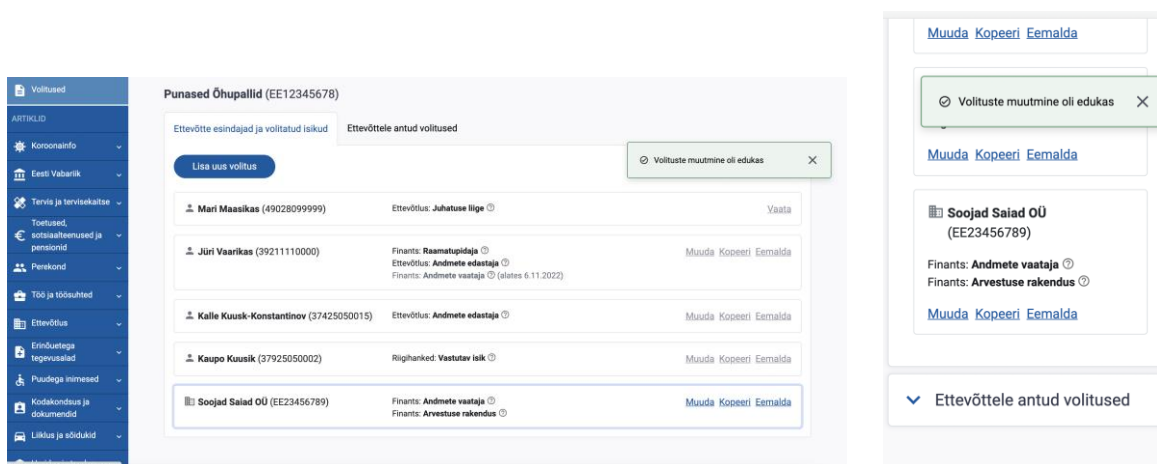 Volitused
ARTIKLID
Koroonainfo
Eesti Vabariik
Tervis ja tervisekaitse
Toetused,
sotsiaalteenused ja
pensionid
Perekond
Töö ja töösuhted
Ettevõtlus
Erinõuetega
tegevusalad
Puudega inimesed
Kodakondsus ja
dokumendid
Liiklus ja sõidukid
Punased Õhupallid (EE12345678)
Ettevõtte esindajad ja volitatud isikud Ettevõttele antud volitused
Lisa uus volitus
Volituste muutmine oli edukas
Mari Maasikas (49028099999) Ettevõtlus: Juhatuse liige Vaata
Jüri Vaarikas (39211110000) Finants: Raamatupidaja Muuda Kopeeri Eemalda
Ettevõtlus: Andmete edastaja
Finants: Andmete vaataja (alates 6.11.2022)
Kalle Kuusk-Konstantinov (37425050015) Ettevõtlus: Andmete edastaja Muuda Kopeeri Eemalda
Kaupo Kuusik (37925050002) Riigihanked: Vastutav isik Muuda Kopeeri Eemalda
Soojad Saiad OÜ (EE23456789) Finants: Andmete vaataja Muuda Kopeeri Eemalda
Finants: Arvestuse rakendus
Muuda Kopeeri Eemalda
Volituste muutmine oli edukas
Muuda Kopeeri Eemalda
Soojad Saiad OÜ
(EE23456789)
Finants: Andmete vaataja
Finants: Arvestuse rakendus
Muuda Kopeeri Eemalda
Ettevõttele antud volitused